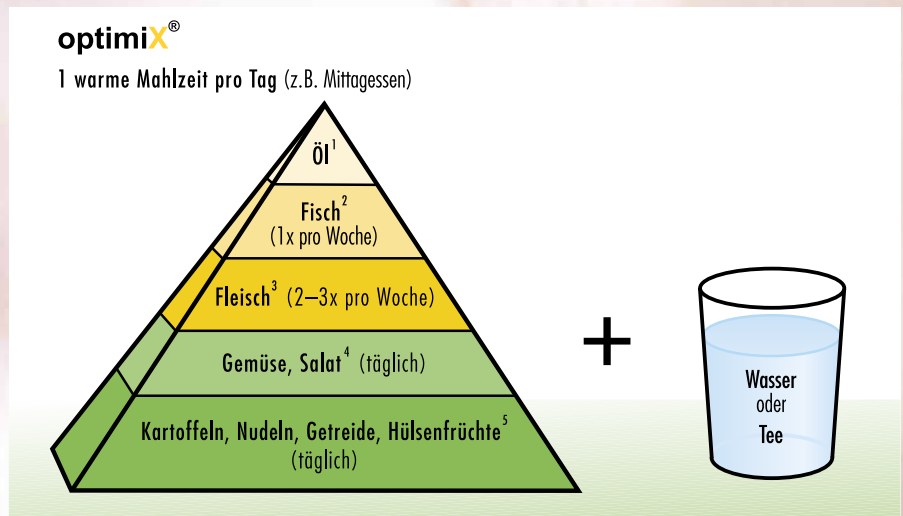 optimiX®
1 warme Mahlzeit pro Tag (z.B. Mittagessen)
Öl¹
Fisch²
(1x pro Woche)
Fleisch³ (2–3x pro Woche)
Gemüse, Salat⁴ (täglich)
Kartoffeln, Nudeln, Getreide, Hülsenfrüchte⁵
(täglich)
+
Wasser
oder
Tee